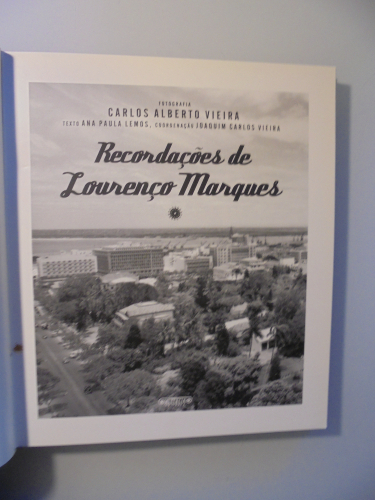 FOTOGRAFIA
CARLOS ALBERTO VIEIRA
TEXTO ANA PAULA LEMOS, COORDENAÇÃO JOAQUIM CARLOS VIEIRA
Recordações de
Lourenço Marques